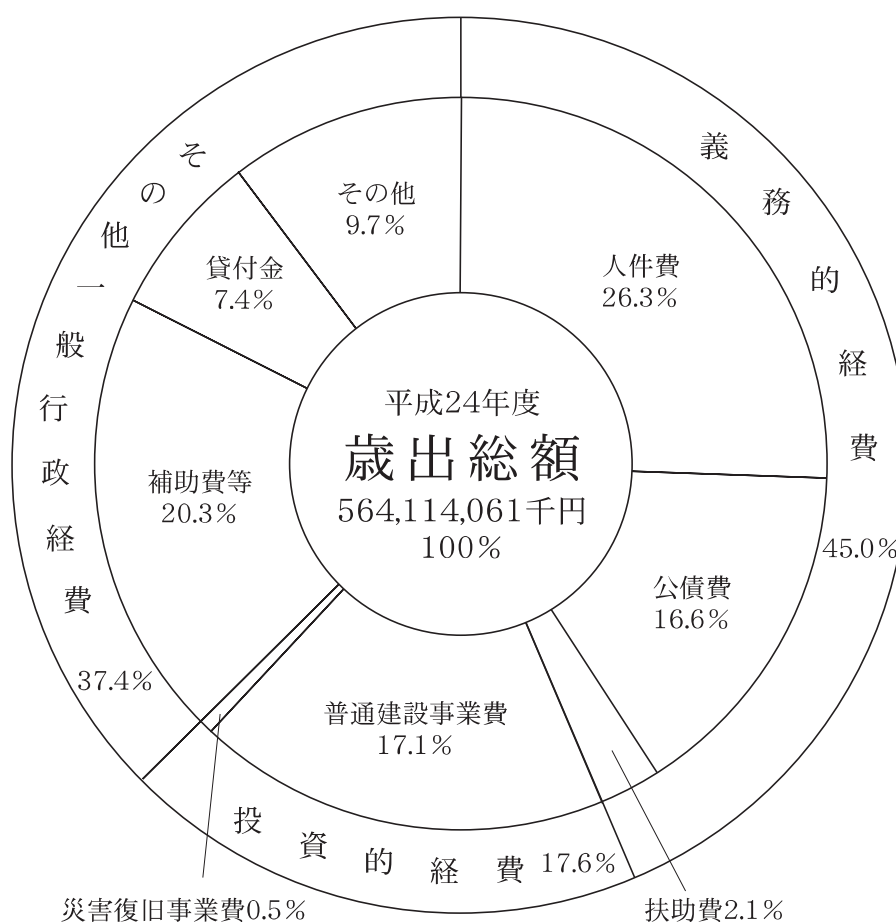 平成24年度
歳出総額
564,114,061千円
100%
義務的経費
45.0%
人件費
26.3%
公債費
16.6%
扶助費2.1%
投資的経費 17.6%
普通建設事業費
17.1%
災害復旧事業費0.5%
その他一般行政経費
37.4%
補助費等
20.3%
貸付金
7.4%
その他
9.7%